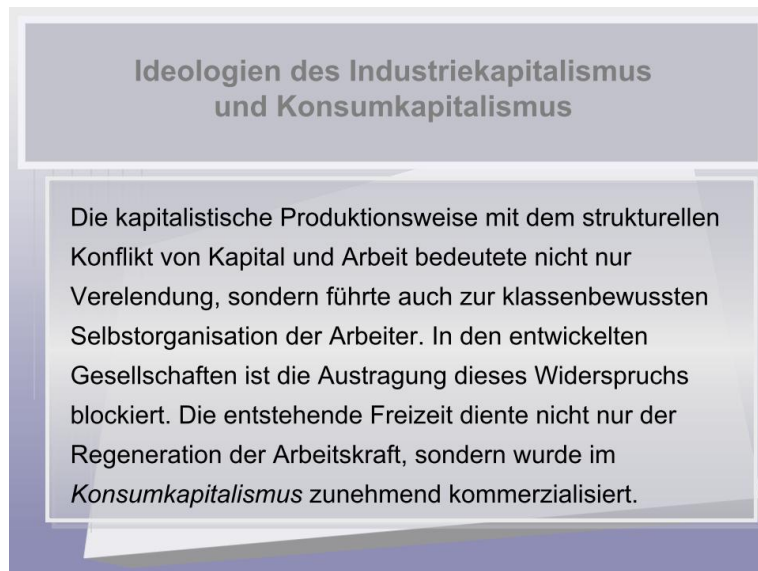 Ideologien des Industriekapitalismus
und Konsumkapitalismus
Die kapitalistische Produktionsweise mit dem strukturellen
Konflikt von Kapital und Arbeit bedeutete nicht nur
Verelendung, sondern führte auch zur klassenbewussten
Selbstorganisation der Arbeiter. In den entwickelten
Gesellschaften ist die Austragung dieses Widerspruchs
blockiert. Die entstehende Freizeit diente nicht nur der
Regeneration der Arbeitskraft, sondern wurde im
Konsumkapitalismus zunehmend kommerzialisiert.